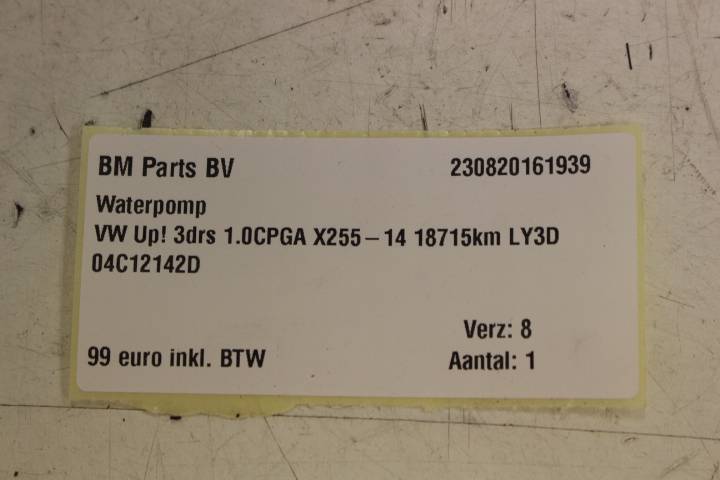 BM Parts BV 230820161939
Waterpomp
VW Up! 3drs 1.0CPGA X255-14 18715km LY3D
04C12142D
Verz: 8
99 euro inkl. BTW Aantal: 1